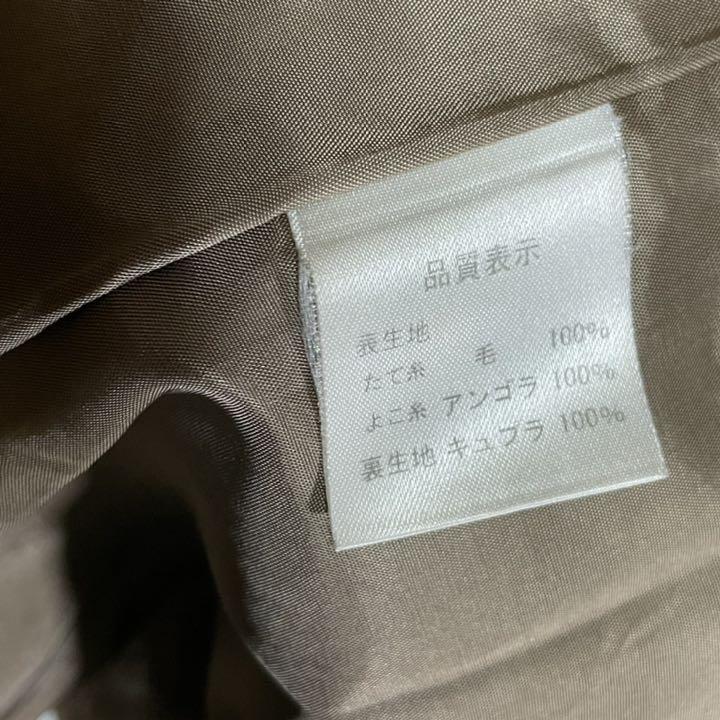 品質表示
表生地
たて糸 毛 100%
よこ糸 アンゴラ 100%
裏生地 キュプラ 100%